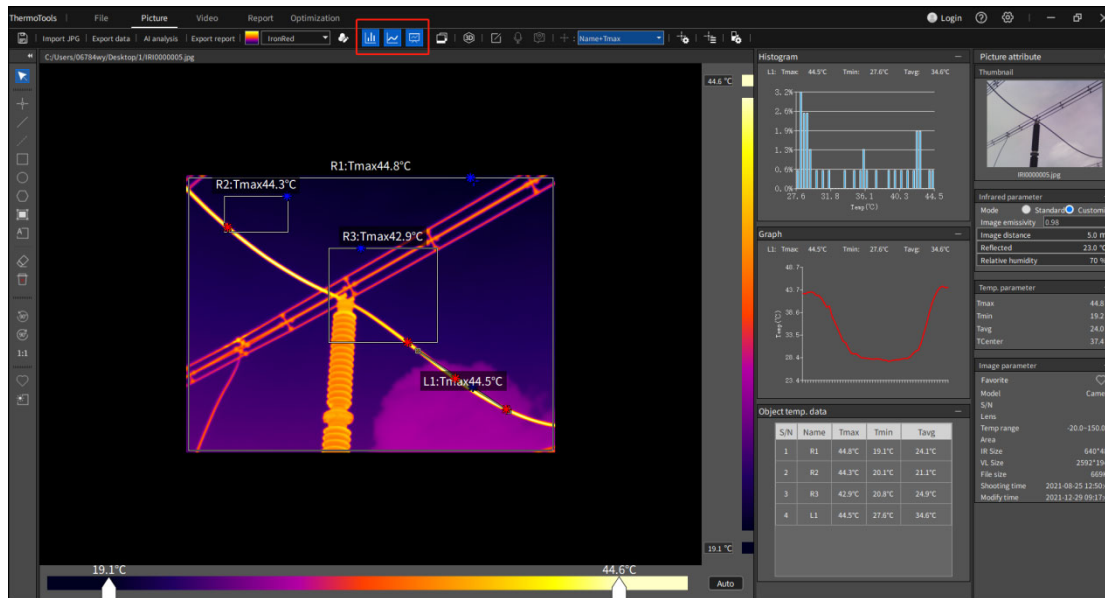 ThermoTools File Picture Video Report Optimization Login
Import JPG Export data AI analysis Export report IronRed Name+Tmax
C:/Users/06784wy/Desktop/1/IRI0000005.jpg
44.6 °C
R1:Tmax44.8°C
R2:Tmax44.3°C
R3:Tmax42.9°C
L1:Tmax44.5°C
1:1
19.1 °C
19.1°C 44.6°C
Auto
Histogram
L1: Tmax: 44.5°C Tmin: 27.6°C Tavg: 34.6°C
3.2%
1.9%
1.3%
0.6%
0.0%
27.6 31.8 36.1 40.3 44.5
Temp(°C)
Graph
L1: Tmax: 44.5°C Tmin: 27.6°C Tavg: 34.6°C
48.7
43.7
38.6
33.5
28.4
23.4
Temp(°C)
Object temp. data
S/N Name Tmax Tmin Tavg
1 R1 44.8°C 19.1°C 24.1°C
2 R2 44.3°C 20.1°C 21.1°C
3 R3 42.9°C 20.8°C 24.9°C
4 L1 44.5°C 27.6°C 34.6°C
Picture attribute
Thumbnail
IRI0000005.jpg
Infrared parameter
Mode Standard Customi
Image emissivity 0.98
Image distance 5.0 m
Reflected 23.0 °C
Relative humidity 70 %
Temp. parameter
Tmax 44.8
Tmin 19.2
Tavg 24.0
TCenter 37.4
Image parameter
Favorite
Model Came
S/N
Lens
Temp range -20.0~150.0
Area
IR Size 640*4
VL Size 2592*19
File size 669
Shooting time 2021-08-25 12:50:
Modify time 2021-12-29 09:17: